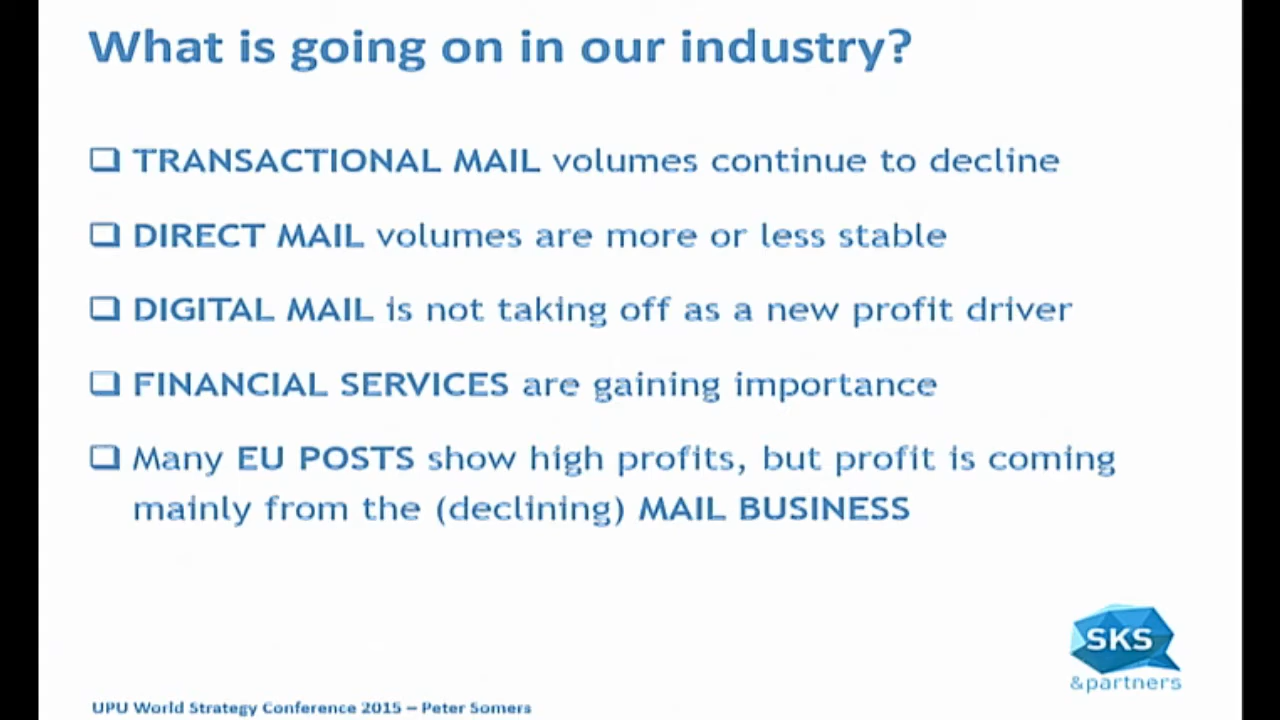 What is going on in our industry?
❑ TRANSACTIONAL MAIL volumes continue to decline
❑ DIRECT MAIL volumes are more or less stable
❑ DIGITAL MAIL is not taking off as a new profit driver
❑ FINANCIAL SERVICES are gaining importance
❑ Many EU POSTS show high profits, but profit is coming
mainly from the (declining) MAIL BUSINESS
SKS
&partners
UPU World Strategy Conference 2015 – Peter Somers